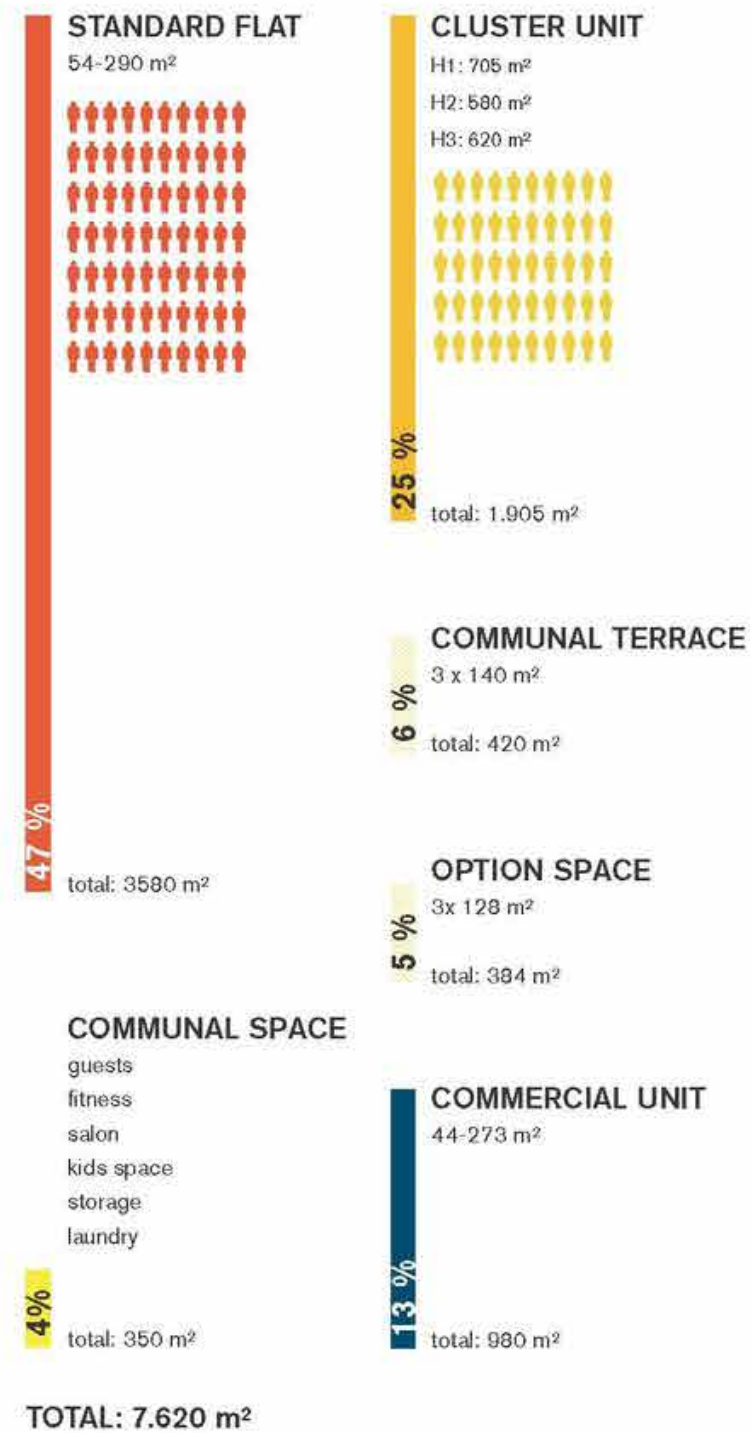 STANDARD FLAT
54-290 m²
47 %
total: 3580 m²
CLUSTER UNIT
H1: 705 m²
H2: 580 m²
H3: 620 m²
25 %
total: 1.905 m²
COMMUNAL TERRACE
3 x 140 m²
6 %
total: 420 m²
OPTION SPACE
3x 128 m²
5 %
total: 384 m²
COMMUNAL SPACE
guests
fitness
salon
kids space
storage
laundry
4%
total: 350 m²
COMMERCIAL UNIT
44-273 m²
13 %
total: 980 m²
TOTAL: 7.620 m²